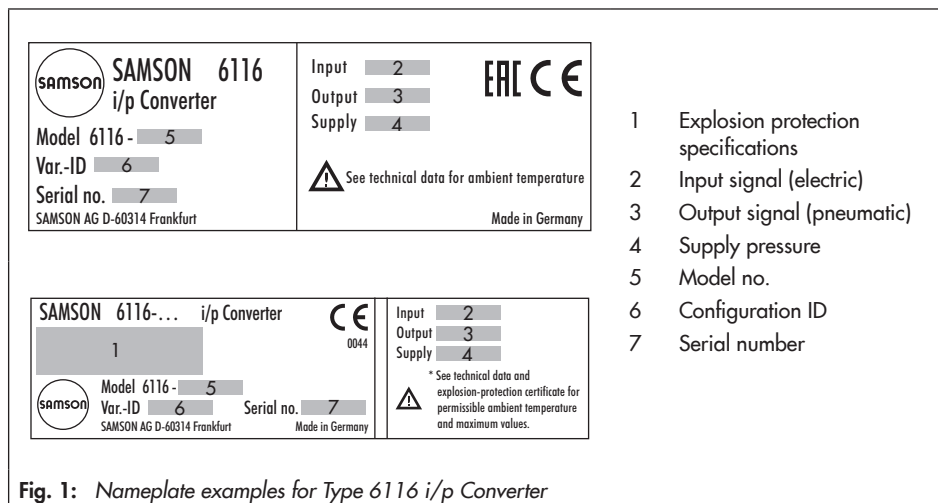 SAMSON
SAMSON 6116
i/p Converter
Model 6116 - 5
Var.-ID 6
Serial no. 7
SAMSON AG D-60314 Frankfurt
Input 2
Output 3
Supply 4
EAC CE
See technical data for ambient temperature
Made in Germany
SAMSON 6116-... i/p Converter
CE
0044
1
SAMSON
Model 6116 - 5
Var.-ID 6 Serial no. 7
SAMSON AG D-60314 Frankfurt Made in Germany
Input 2
Output 3
Supply 4
* See technical data and
explosion-protection certificate for
permissible ambient temperature
and maximum values.
1 Explosion protection
specifications
2 Input signal (electric)
3 Output signal (pneumatic)
4 Supply pressure
5 Model no.
6 Configuration ID
7 Serial number
Fig. 1: Nameplate examples for Type 6116 i/p Converter